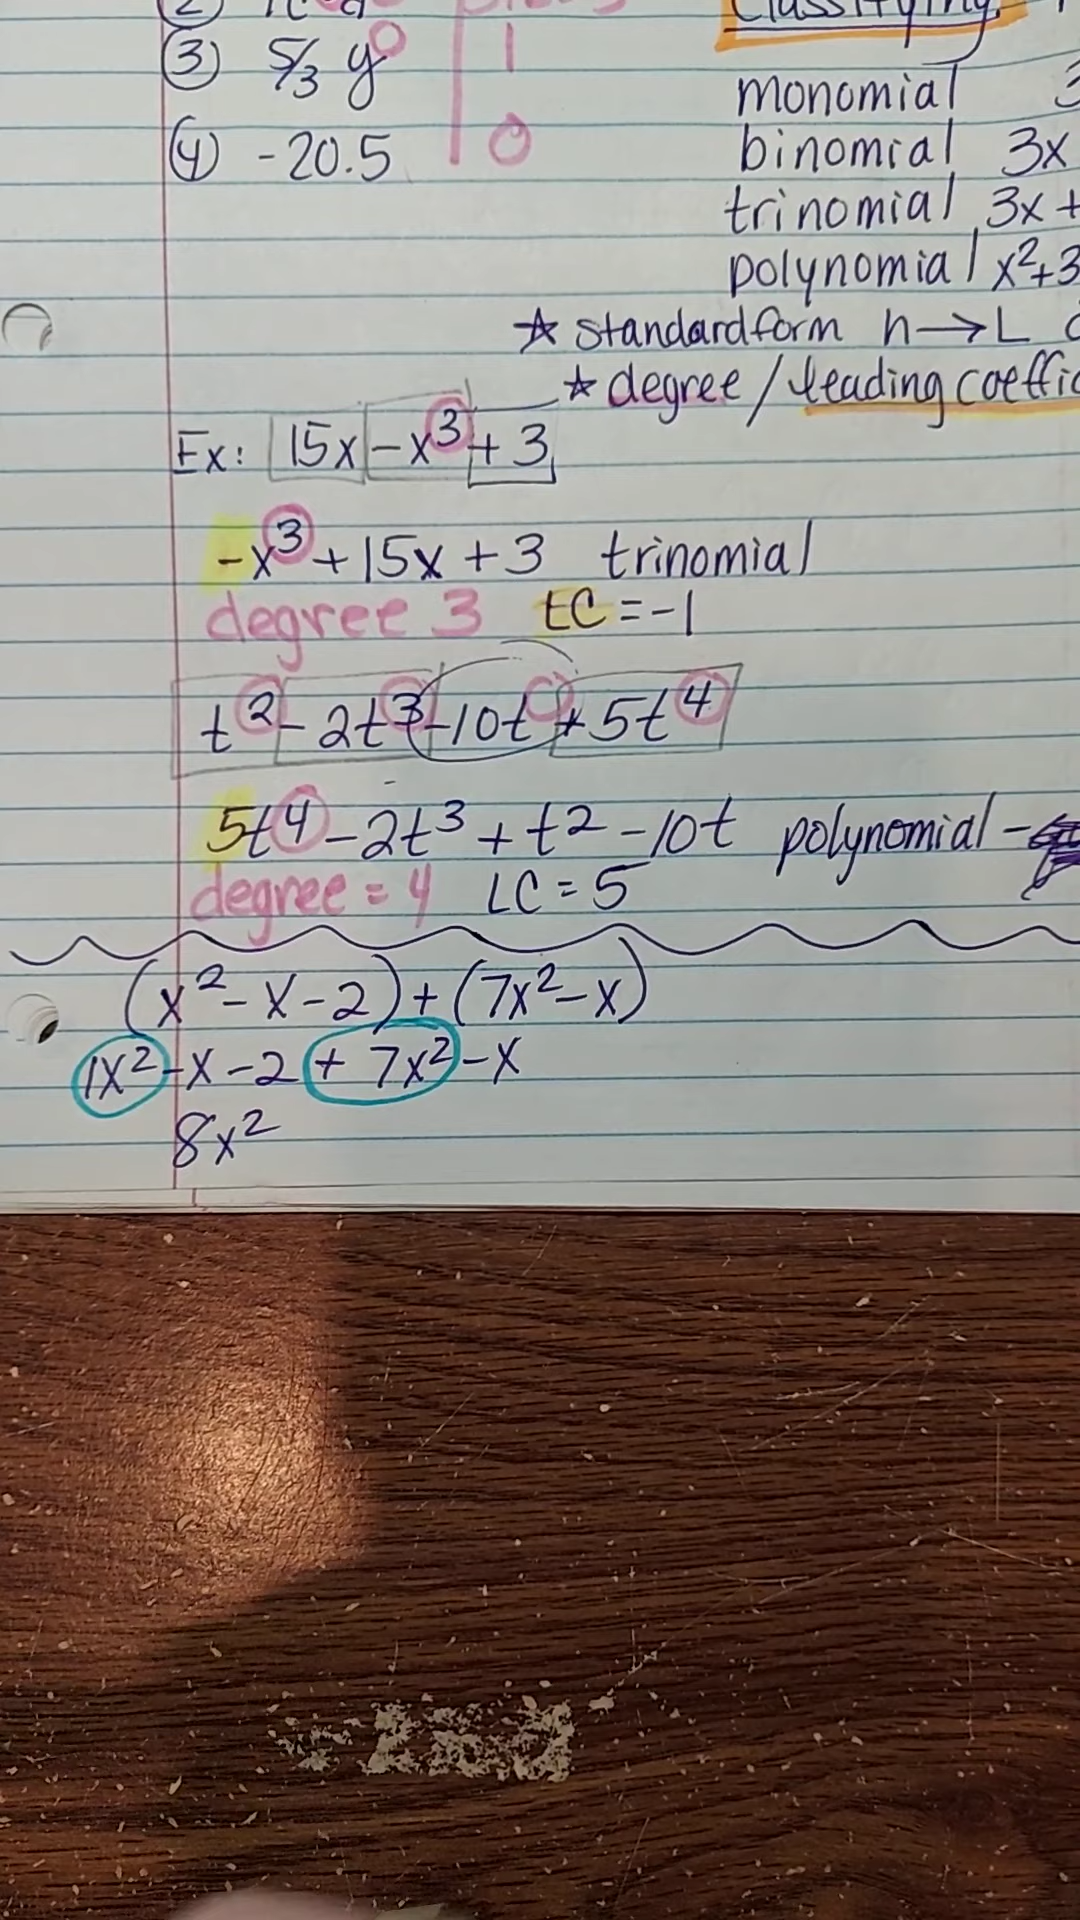 ③ 5/3 y 1
④ -20.5 0
Classifying:
monomial 3
binomial 3x
trinomial 3x +
polynomial x²+3
☆ standard form h→L
☆ degree / leading coeffic
Ex: 15x - x³ + 3
-x³ + 15x + 3 trinomial
degree 3 LC = -1
t² - 2t³ - 10t + 5t⁴
5t⁴ - 2t³ + t² - 10t polynomial -
degree = 4 LC = 5
(x² - x - 2) + (7x² - x)
1x² - x - 2 + 7x² - x
8x²